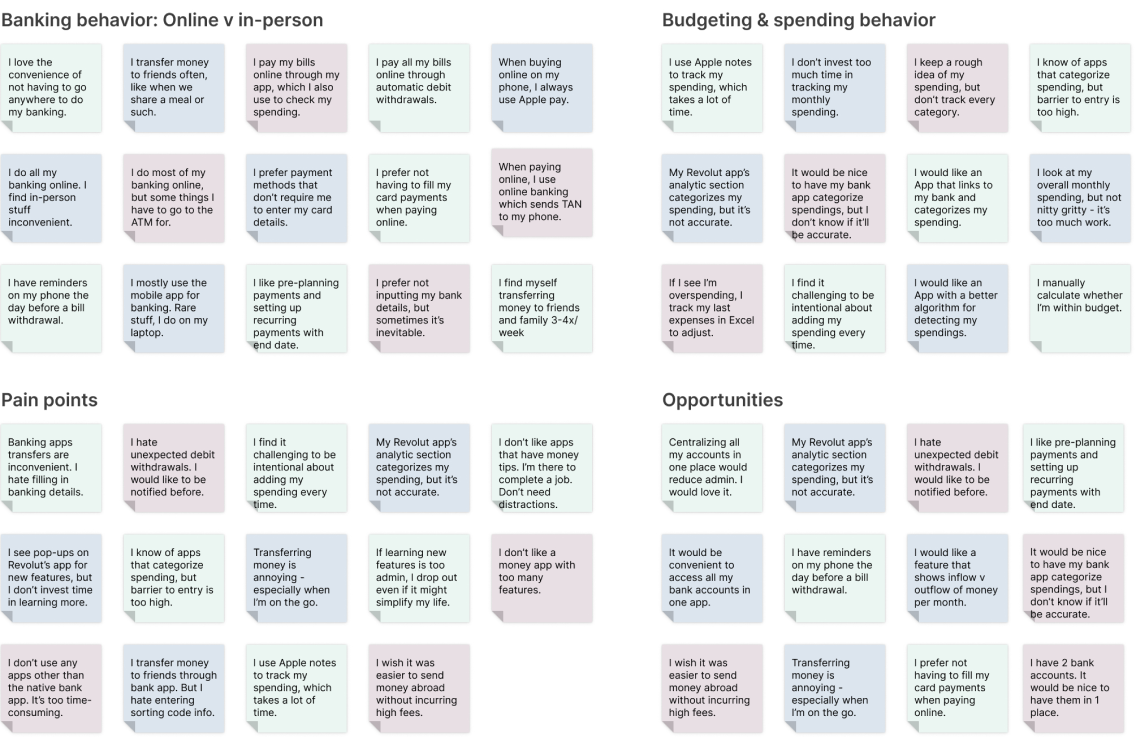 Banking behavior: Online v in-person
I love the
convenience of
not having to go
anywhere to do
my banking.
I transfer money
to friends often,
like when we
share a meal or
such.
I pay my bills
online through my
app, which I also
use to check my
spending.
I pay all my bills
online through
automatic debit
withdrawals.
When buying
online on my
phone, I always
use Apple pay.
I do all my
banking online. I
find in-person
stuff
inconvenient.
I do most of my
banking online,
but some things I
have to go to the
ATM for.
I prefer payment
methods that
don't require me
to enter my card
details.
I prefer not
having to fill my
card payments
when paying
online.
When paying
online, I use
online banking
which sends TAN
to my phone.
I have reminders
on my phone the
day before a bill
withdrawal.
I mostly use the
mobile app for
banking. Rare
stuff, I do on my
laptop.
I like pre-planning
payments and
setting up
recurring
payments with
end date.
I prefer not
inputting my bank
details, but
sometimes it's
inevitable.
I find myself
transferring
money to friends
and family 3-4x/
week
Budgeting & spending behavior
I use Apple notes
to track my
spending, which
takes a lot of
time.
I don't invest too
much time in
tracking my
monthly
spending.
I keep a rough
idea of my
spending, but
don't track every
category.
I know of apps
that categorize
spending, but
barrier to entry is
too high.
My Revolut app's
analytic section
categorizes my
spending, but it's
not accurate.
It would be nice
to have my bank
app categorize
spendings, but I
don't know if it'll
be accurate.
I would like an
App that links to
my bank and
categorizes my
spending.
I look at my
overall monthly
spending, but not
nitty gritty - it's
too much work.
If I see I'm
overspending, I
track my last
expenses in Excel
to adjust.
I find it
challenging to be
intentional about
adding my
spending every
time.
I would like an
App with a better
algorithm for
detecting my
spendings.
I manually
calculate whether
I'm within budget.
Pain points
Banking apps
transfers are
inconvenient. I
hate filling in
banking details.
I hate
unexpected debit
withdrawals. I
would like to be
notified before.
I find it
challenging to be
intentional about
adding my
spending every
time.
My Revolut app's
analytic section
categorizes my
spending, but it's
not accurate.
I don't like apps
that have money
tips. I'm there to
complete a job.
Don't need
distractions.
I see pop-ups on
Revolut's app for
new features, but
I don't invest time
in learning more.
I know of apps
that categorize
spending, but
barrier to entry is
too high.
Transferring
money is
annoying -
especially when
I'm on the go.
If learning new
features is too
admin, I drop out
even if it might
simplify my life.
I don't like a
money app with
too many
features.
I don't use any
apps other than
the native bank
app. It's too time-
consuming.
I transfer money
to friends through
bank app. But I
hate entering
sorting code info.
I use Apple notes
to track my
spending, which
takes a lot of
time.
I wish it was
easier to send
money abroad
without incurring
high fees.
Opportunities
Centralizing all
my accounts in
one place would
reduce admin. I
would love it.
My Revolut app's
analytic section
categorizes my
spending, but it's
not accurate.
I hate
unexpected debit
withdrawals. I
would like to be
notified before.
I like pre-planning
payments and
setting up
recurring
payments with
end date.
It would be
convenient to
access all my
bank accounts in
one app.
I have reminders
on my phone the
day before a bill
withdrawal.
I would like a
feature that
shows inflow v
outflow of money
per month.
It would be nice
to have my bank
app categorize
spendings, but I
don't know if it'll
be accurate.
I wish it was
easier to send
money abroad
without incurring
high fees.
Transferring
money is
annoying -
especially when
I'm on the go.
I prefer not
having to fill my
card payments
when paying
online.
I have 2 bank
accounts. It
would be nice to
have them in 1
place.